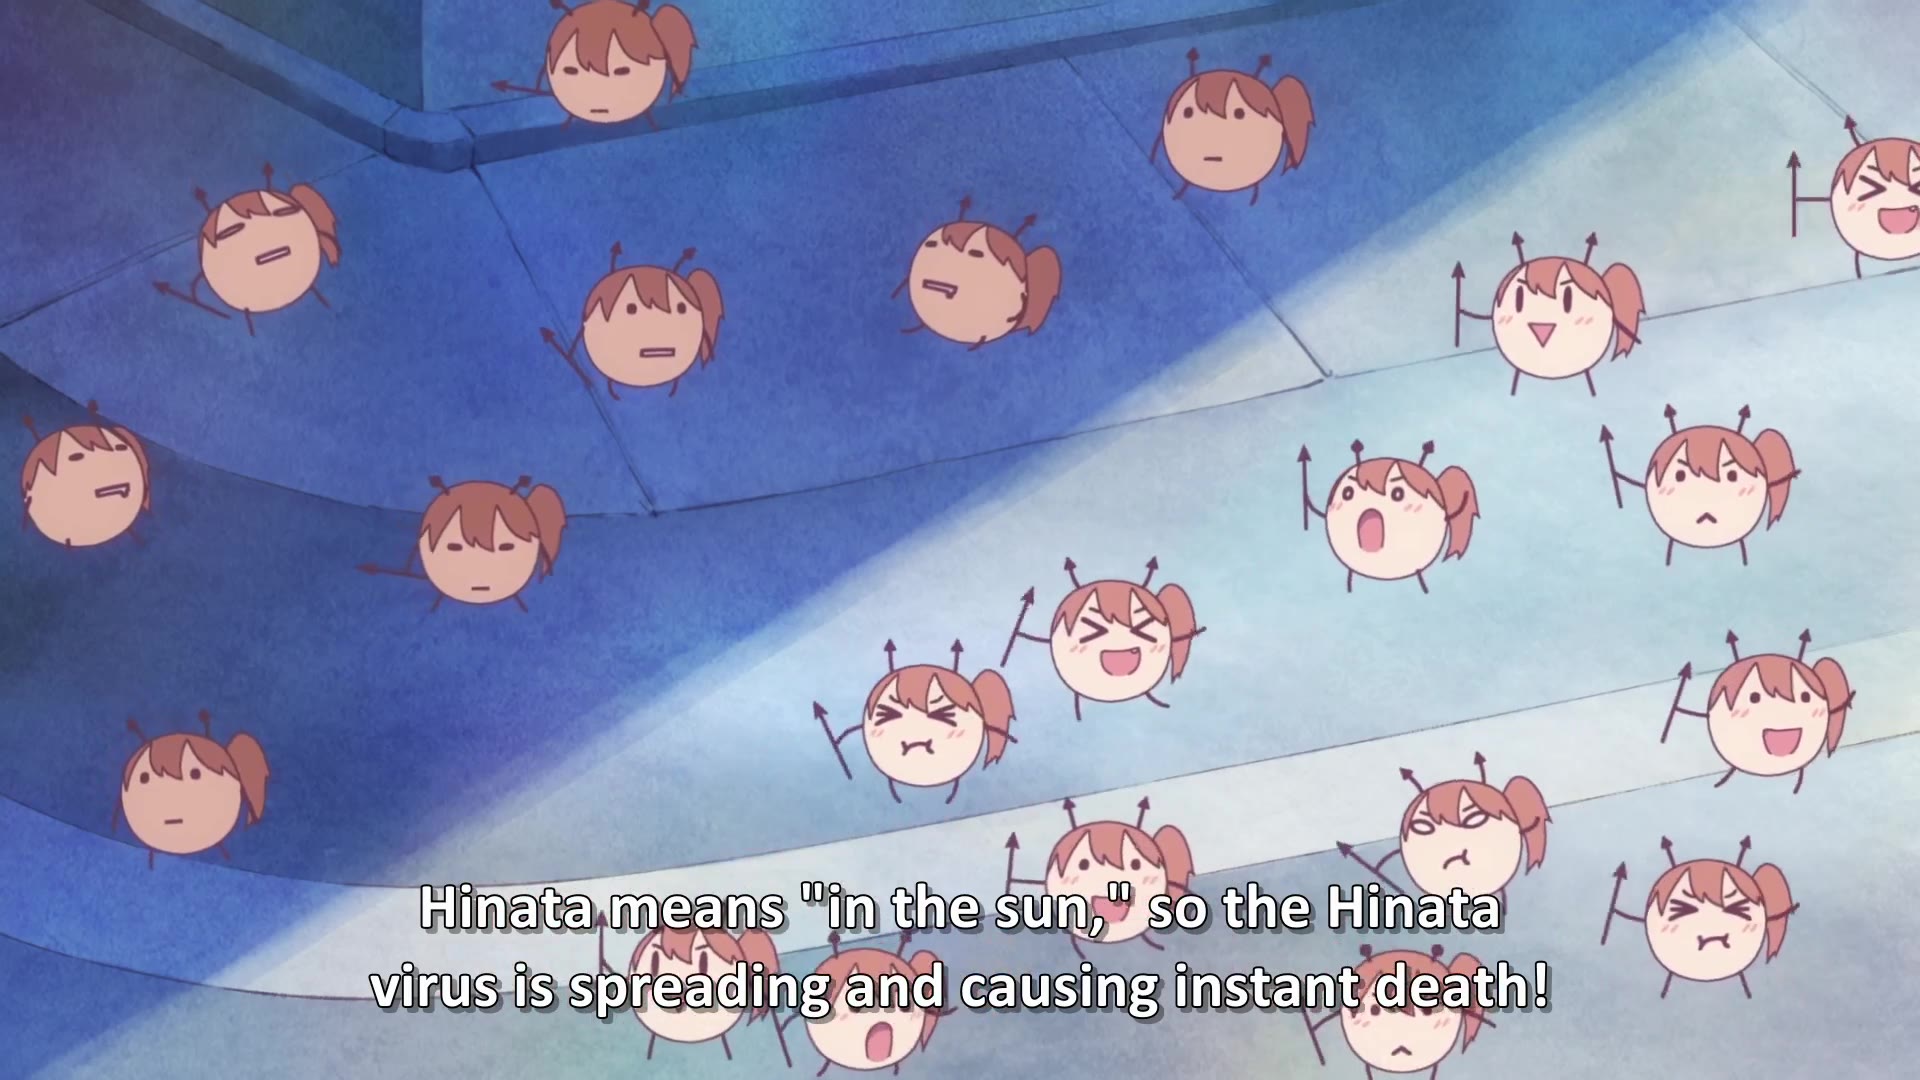 Hinata means "in the sun," so the Hinata
virus is spreading and causing instant death!